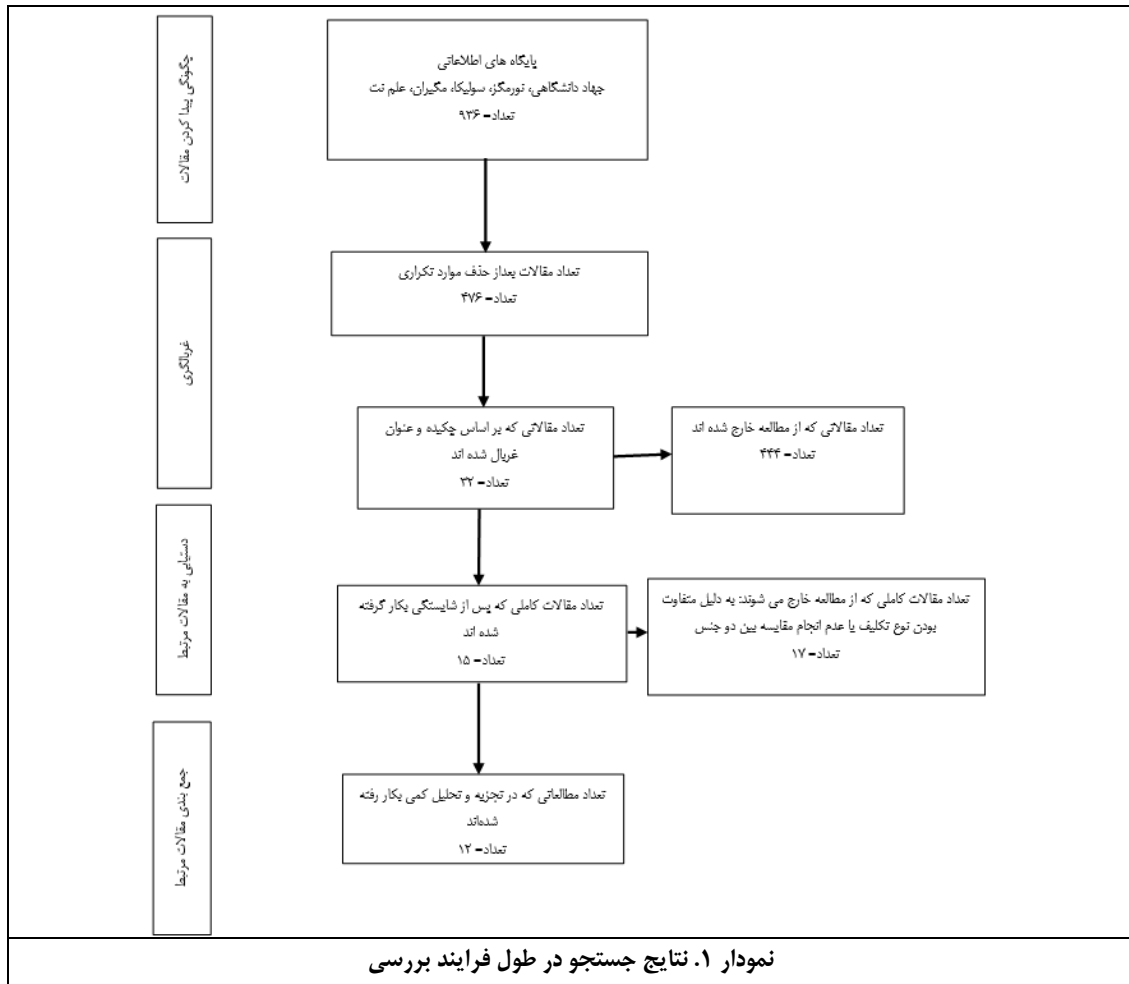 چگونگی پیدا کردن مقالات
پایگاه های اطلاعاتی
جهاد دانشگاهی، نورمگز، سولیکا، مگیران، علم نت
تعداد= ۹۳۶
غربالگری
تعداد مقالات بعداز حذف موارد تکراری
تعداد= ۴۷۶
تعداد مقالاتی که بر اساس چکیده و عنوان
غربال شده اند
تعداد= ۳۲
تعداد مقالاتی که از مطالعه خارج شده اند
تعداد= ۴۴۴
دستیابی به مقالات مرتبط
تعداد مقالات کاملی که پس از شایستگی بکار گرفته
شده اند
تعداد= ۱۵
تعداد مقالات کاملی که از مطالعه خارج می شوند: به دلیل متفاوت
بودن نوع تکلیف یا عدم انجام مقایسه بین دو جنس
تعداد= ۱۷
جمع بندی مقالات مرتبط
تعداد مطالعاتی که در تجزیه و تحلیل کمی بکار رفته
شده‌اند
تعداد= ۱۲
نمودار ۱. نتایج جستجو در طول فرایند بررسی